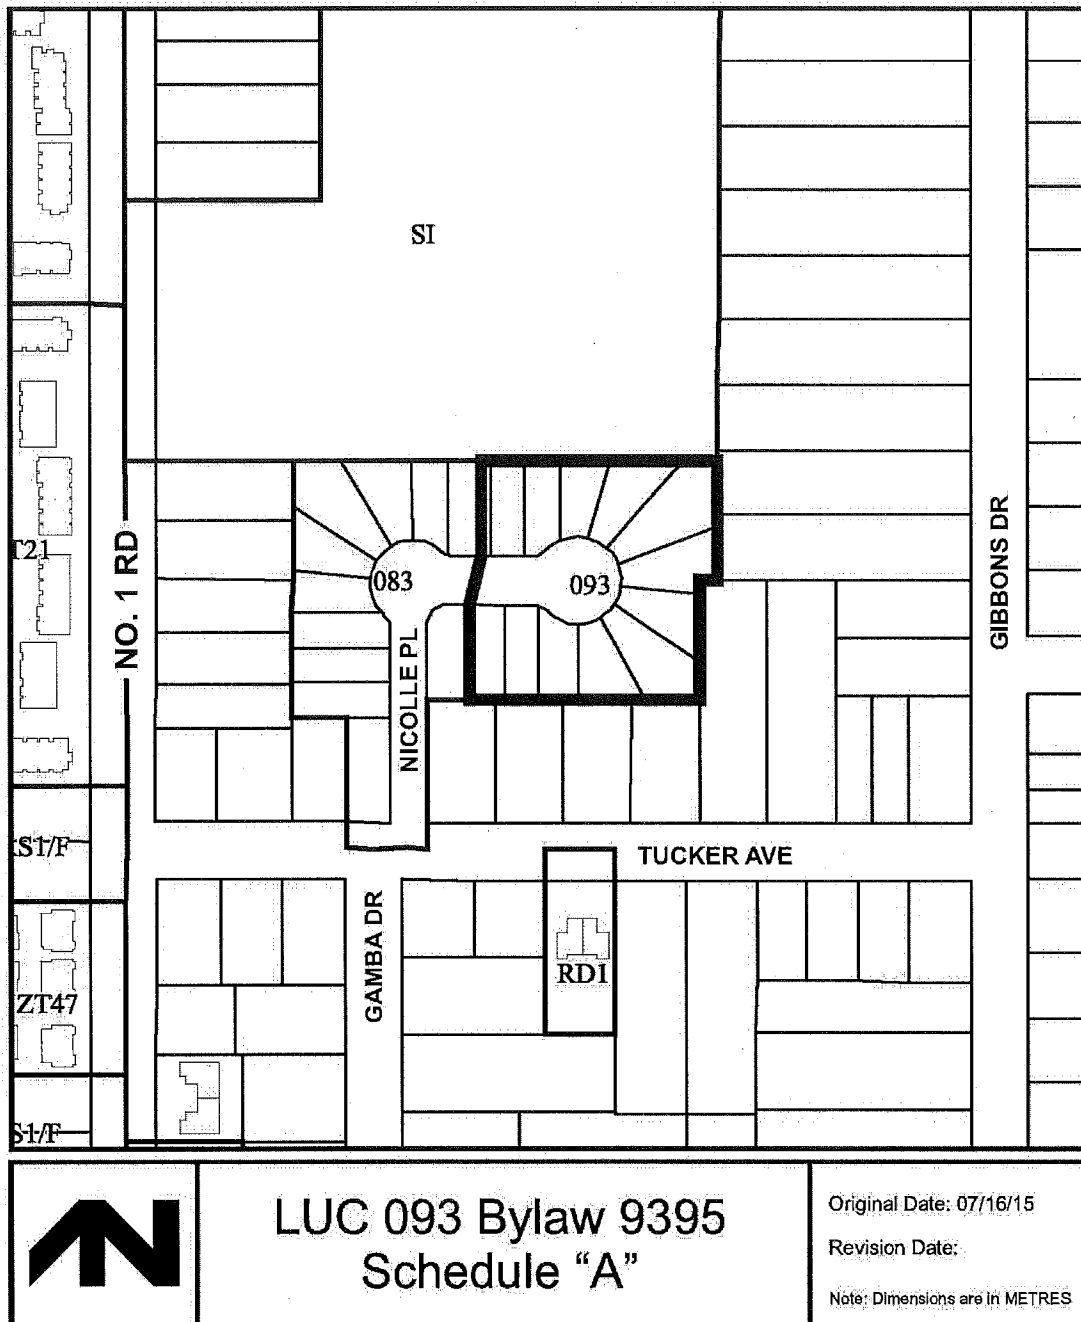 SI
T21
NO. 1 RD
083
093
NICOLLE PL
GIBBONS DR
S1/F
TUCKER AVE
GAMBA DR
RD1
ZT47
S1/F
LUC 093 Bylaw 9395
Schedule “A”
Original Date: 07/16/15
Revision Date:
Note: Dimensions are in METRES